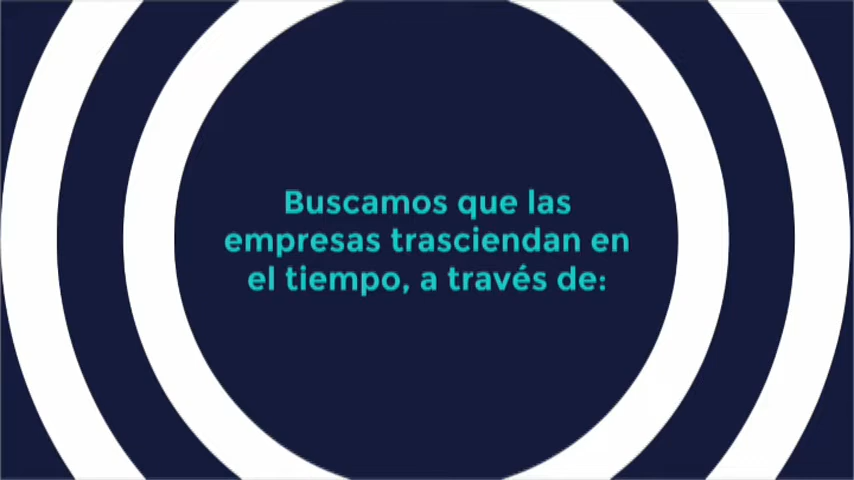 Buscamos que las
empresas trasciendan en
el tiempo, a través de: